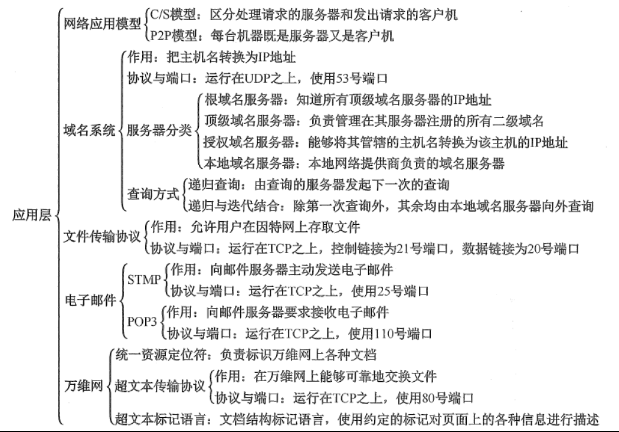 网络应用模型
C/S模型：区分处理请求的服务器和发出请求的客户机
P2P模型：每台机器既是服务器又是客户机
作用：把主机名转换为IP地址
协议与端口：运行在UDP之上，使用53号端口
根域名服务器：知道所有顶级域名服务器的IP地址
顶级域名服务器：负责管理在其服务器注册的所有二级域名
域名系统
服务器分类
授权域名服务器：能够将其管辖的主机名转换为该主机的IP地址
本地域名服务器：本地网络提供商负责的域名服务器
查询方式
递归查询：由查询的服务器发起下一次的查询
递归与迭代结合：除第一次查询外，其余均由本地域名服务器向外查询
应用层
文件传输协议
作用：允许用户在因特网上存取文件
协议与端口：运行在TCP之上，控制链接为21号端口，数据链接为20号端口
电子邮件
STMP
作用：向邮件服务器主动发送电子邮件
协议与端口：运行在TCP之上，使用25号端口
POP3
作用：向邮件服务器要求接收电子邮件
协议与端口：运行在TCP之上，使用110号端口
万维网
统一资源定位符：负责标识万维网上各种文档
超文本传输协议
作用：在万维网上能够可靠地交换文件
协议与端口：运行在TCP之上，使用80号端口
超文本标记语言：文档结构标记语言，使用约定的标记对页面上的各种信息进行描述